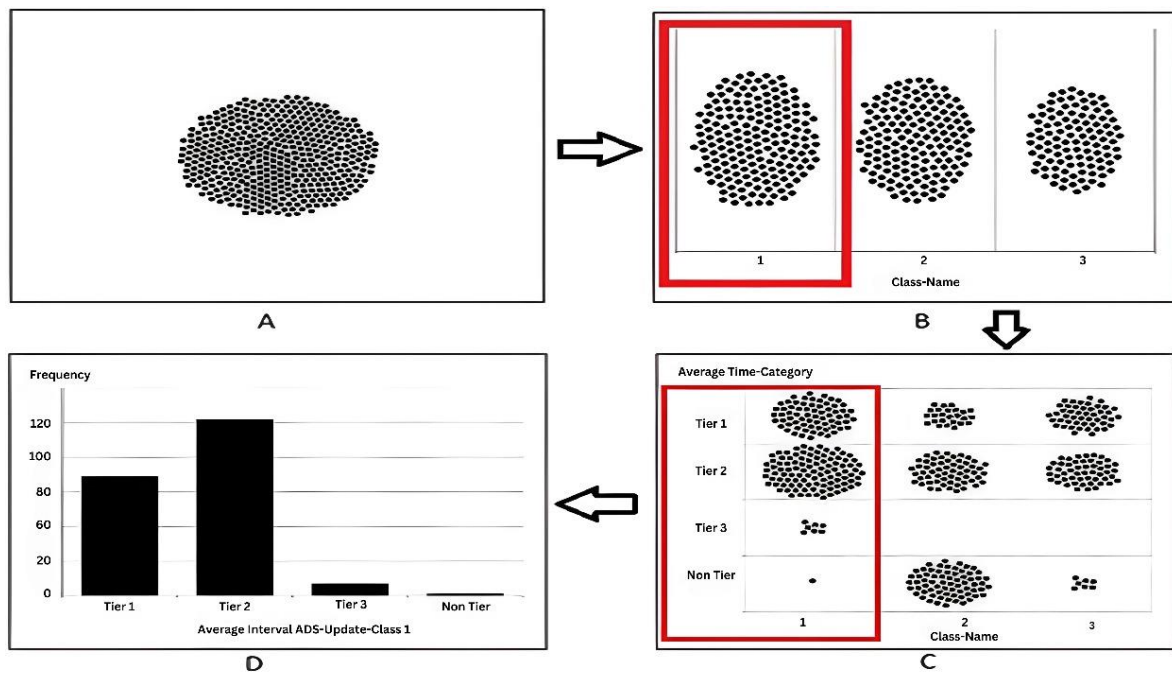 A
1
2
3
Class-Name
B
Frequency
120
100
80
60
40
20
0
Tier 1
Tier 2
Tier 3
Non Tier
Average Interval ADS-Update-Class 1
D
Average Time-Category
Tier 1
Tier 2
Tier 3
Non Tier
1
2
3
Class-Name
C